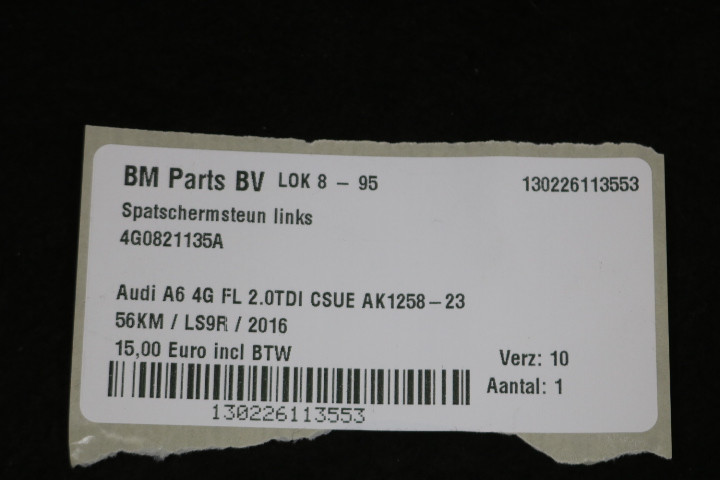 BM Parts BV LOK 8 - 95 130226113553
Spatschermsteun links
4G0821135A
Audi A6 4G FL 2.0TDI CSUE AK1258-23
56KM / LS9R / 2016
15,00 Euro incl BTW Verz: 10
Aantal: 1
130226113553